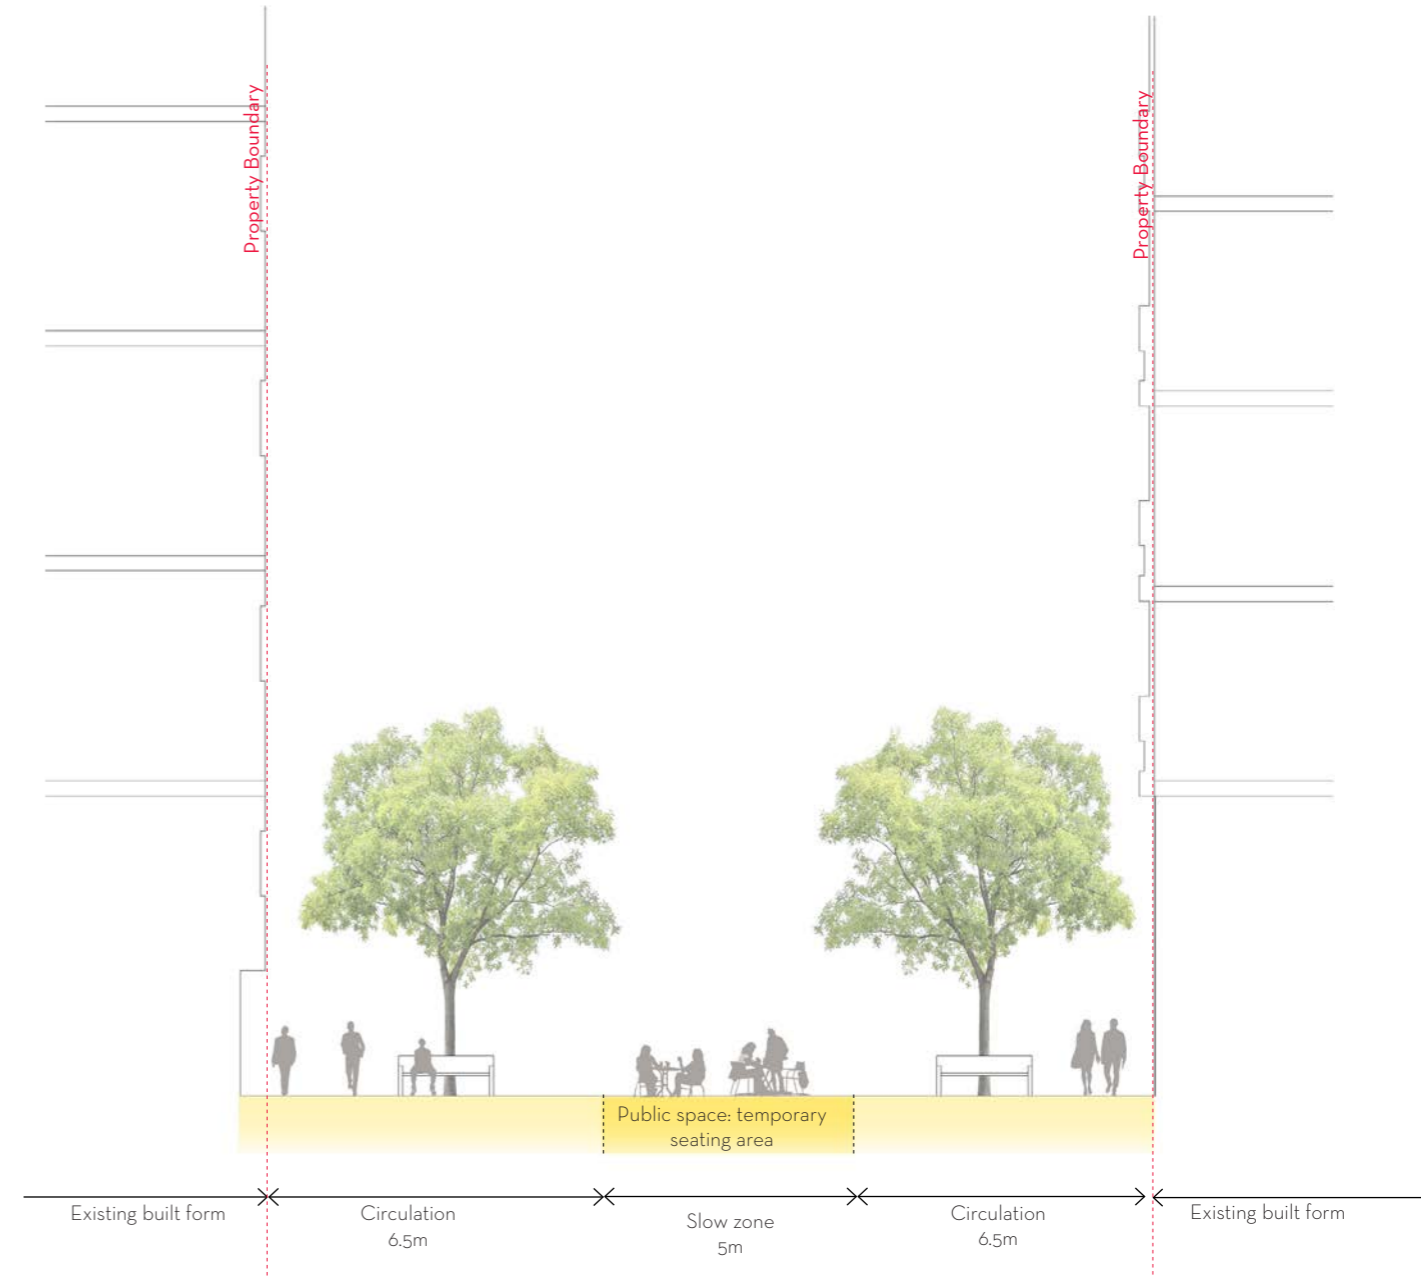 Property Boundary
Property Boundary
Public space: temporary
seating area
Existing built form
Circulation
6.5m
Slow zone
5m
Circulation
6.5m
Existing built form